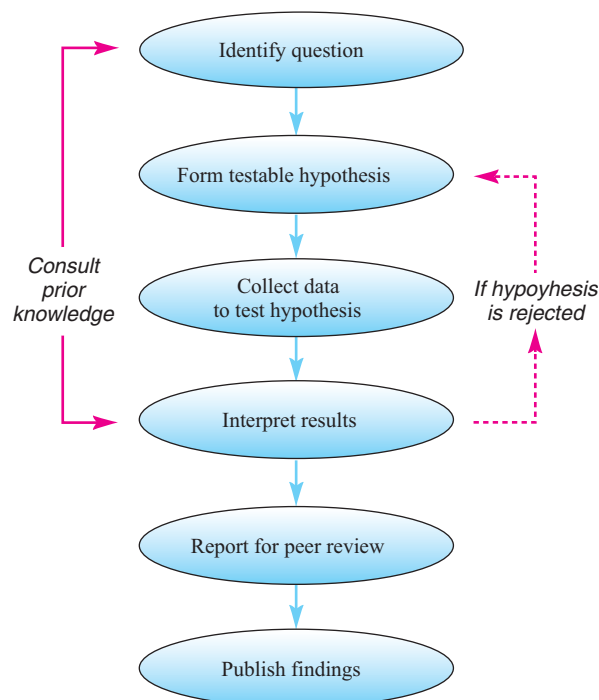 Identify question
Form testable hypothesis
Consult
prior
knowledge
Collect data
to test hypothesis
If hypoyhesis
is rejected
Interpret results
Report for peer review
Publish findings